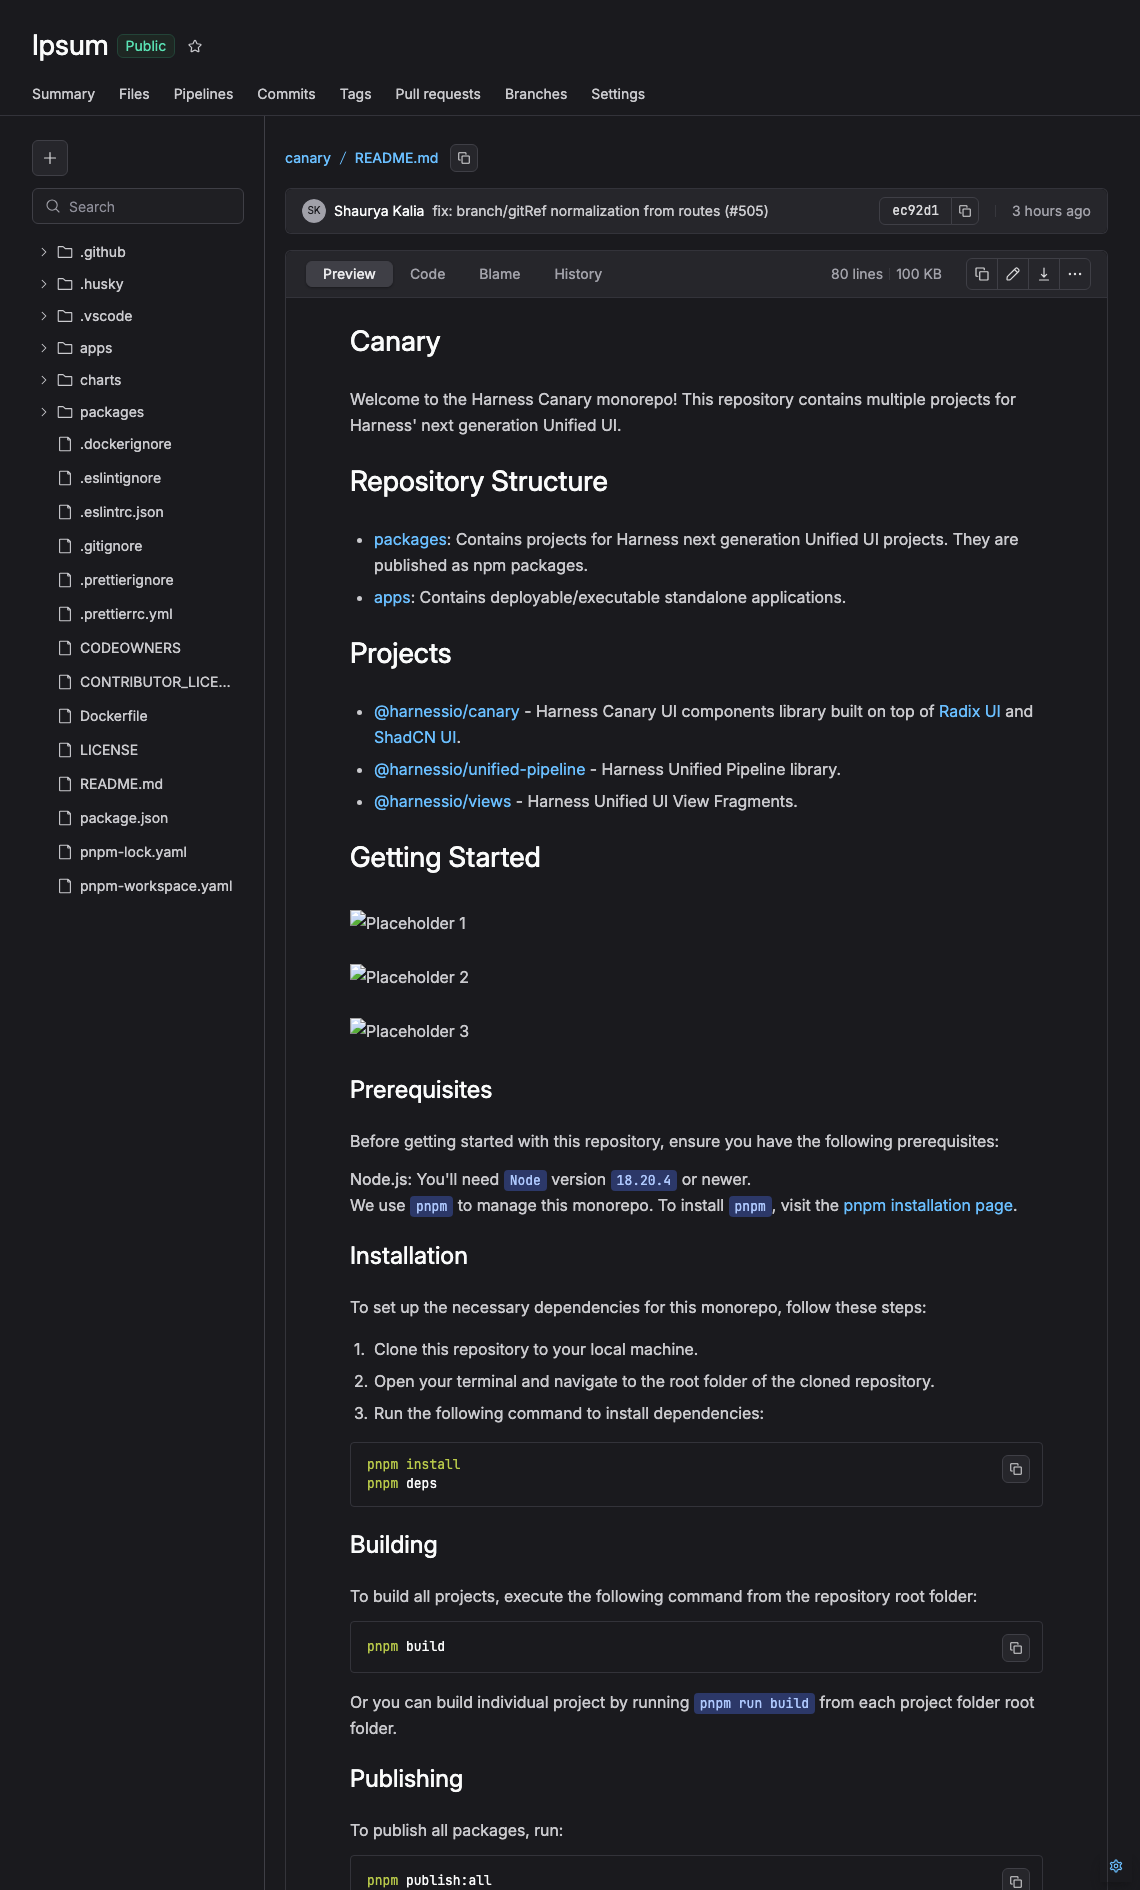 Ipsum Public
Summary Files Pipelines Commits Tags Pull requests Branches Settings
Search
.github
.husky
.vscode
apps
charts
packages
.dockerignore
.eslintignore
.eslintrc.json
.gitignore
.prettierignore
.prettierrc.yml
CODEOWNERS
CONTRIBUTOR_LICE...
Dockerfile
LICENSE
README.md
package.json
pnpm-lock.yaml
pnpm-workspace.yaml
canary / README.md
SK Shaurya Kalia fix: branch/gitRef normalization from routes (#505) ec92d1 3 hours ago
Preview Code Blame History 80 lines 100 KB
Canary
Welcome to the Harness Canary monorepo! This repository contains multiple projects for
Harness' next generation Unified UI.
Repository Structure
• packages: Contains projects for Harness next generation Unified UI projects. They are
published as npm packages.
• apps: Contains deployable/executable standalone applications.
Projects
• @harnessio/canary - Harness Canary UI components library built on top of Radix UI and
ShadCN UI.
• @harnessio/unified-pipeline - Harness Unified Pipeline library.
• @harnessio/views - Harness Unified UI View Fragments.
Getting Started
Placeholder 1
Placeholder 2
Placeholder 3
Prerequisites
Before getting started with this repository, ensure you have the following prerequisites:
Node.js: You'll need Node version 18.20.4 or newer.
We use pnpm to manage this monorepo. To install pnpm, visit the pnpm installation page.
Installation
To set up the necessary dependencies for this monorepo, follow these steps:
1. Clone this repository to your local machine.
2. Open your terminal and navigate to the root folder of the cloned repository.
3. Run the following command to install dependencies:
pnpm install
pnpm deps
Building
To build all projects, execute the following command from the repository root folder:
pnpm build
Or you can build individual project by running pnpm run build from each project folder root
folder.
Publishing
To publish all packages, run:
pnpm publish:all